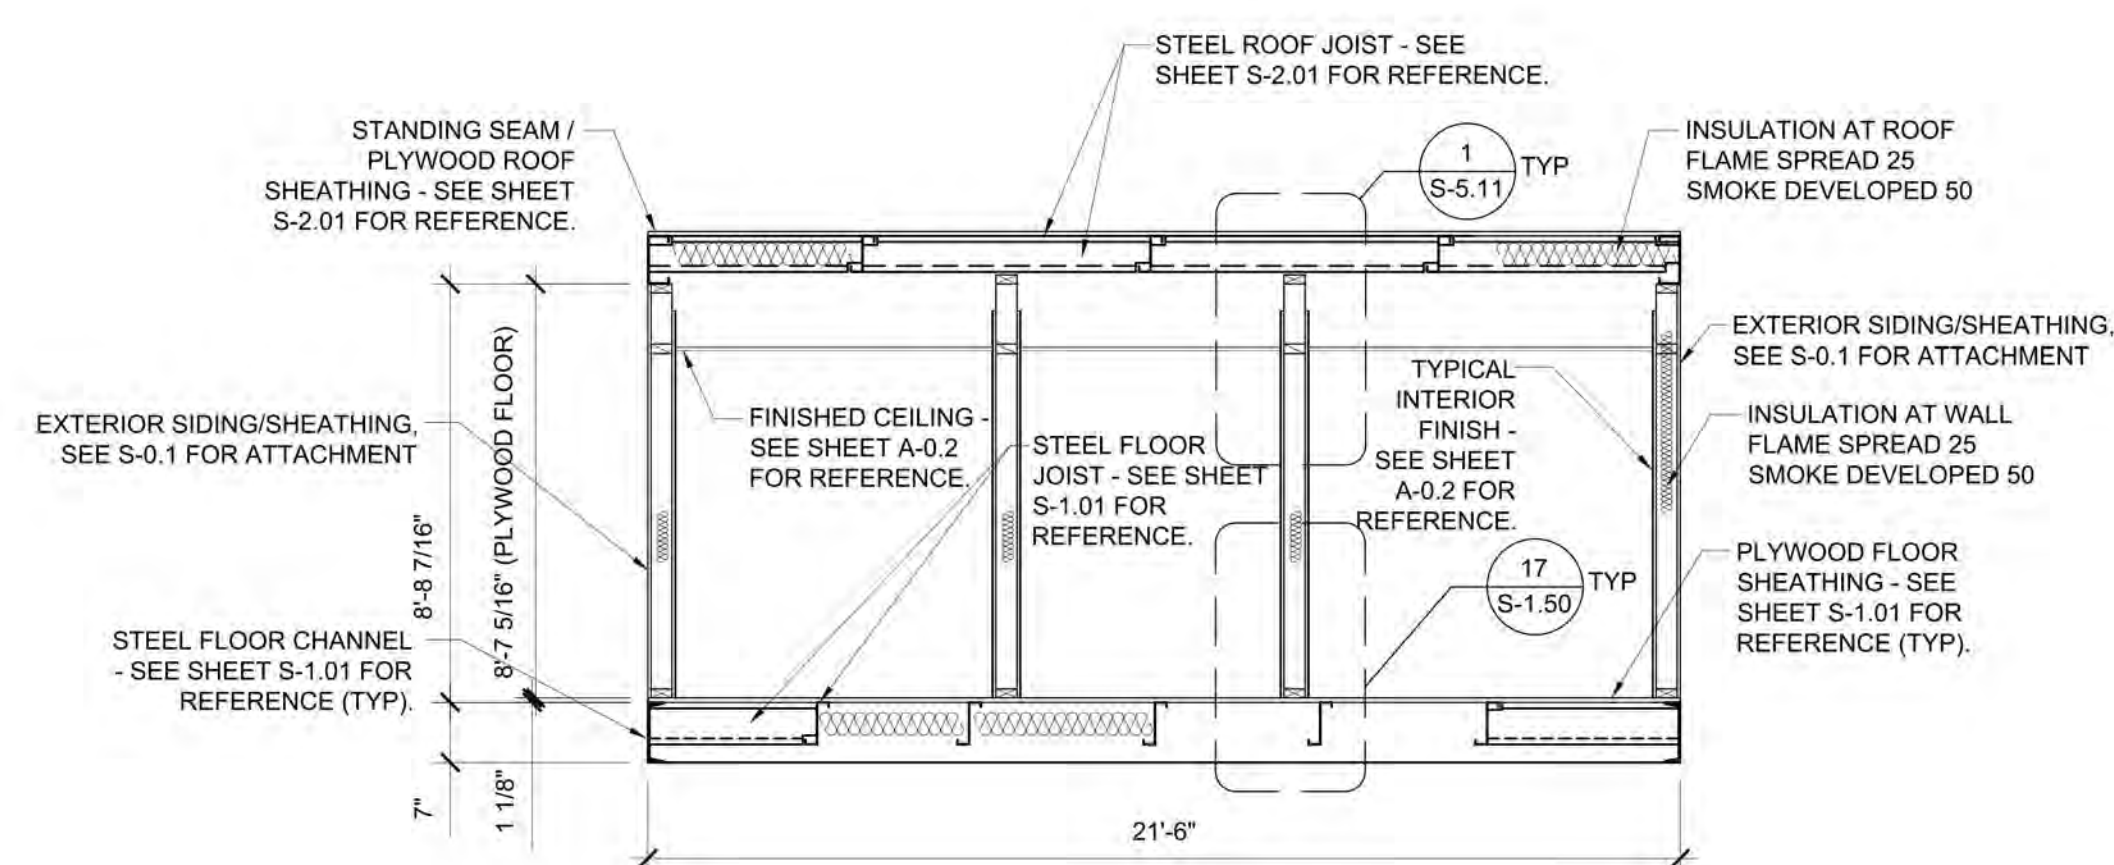 STEEL ROOF JOIST - SEE
SHEET S-2.01 FOR REFERENCE.
STANDING SEAM /
PLYWOOD ROOF
SHEATHING - SEE SHEET
S-2.01 FOR REFERENCE.
1
S-5.11
TYP
INSULATION AT ROOF
FLAME SPREAD 25
SMOKE DEVELOPED 50
EXTERIOR SIDING/SHEATHING,
SEE S-0.1 FOR ATTACHMENT
EXTERIOR SIDING/SHEATHING,
SEE S-0.1 FOR ATTACHMENT
FINISHED CEILING -
SEE SHEET A-0.2
FOR REFERENCE.
STEEL FLOOR
JOIST - SEE SHEET
S-1.01 FOR
REFERENCE.
TYPICAL
INTERIOR
FINISH -
SEE SHEET
A-0.2 FOR
REFERENCE.
INSULATION AT WALL
FLAME SPREAD 25
SMOKE DEVELOPED 50
17
S-1.50
TYP
PLYWOOD FLOOR
SHEATHING - SEE
SHEET S-1.01 FOR
REFERENCE (TYP).
STEEL FLOOR CHANNEL
- SEE SHEET S-1.01 FOR
REFERENCE (TYP).
8'-8 7/16"
8'-7 5/16" (PLYWOOD FLOOR)
7"
1 1/8"
21'-6"